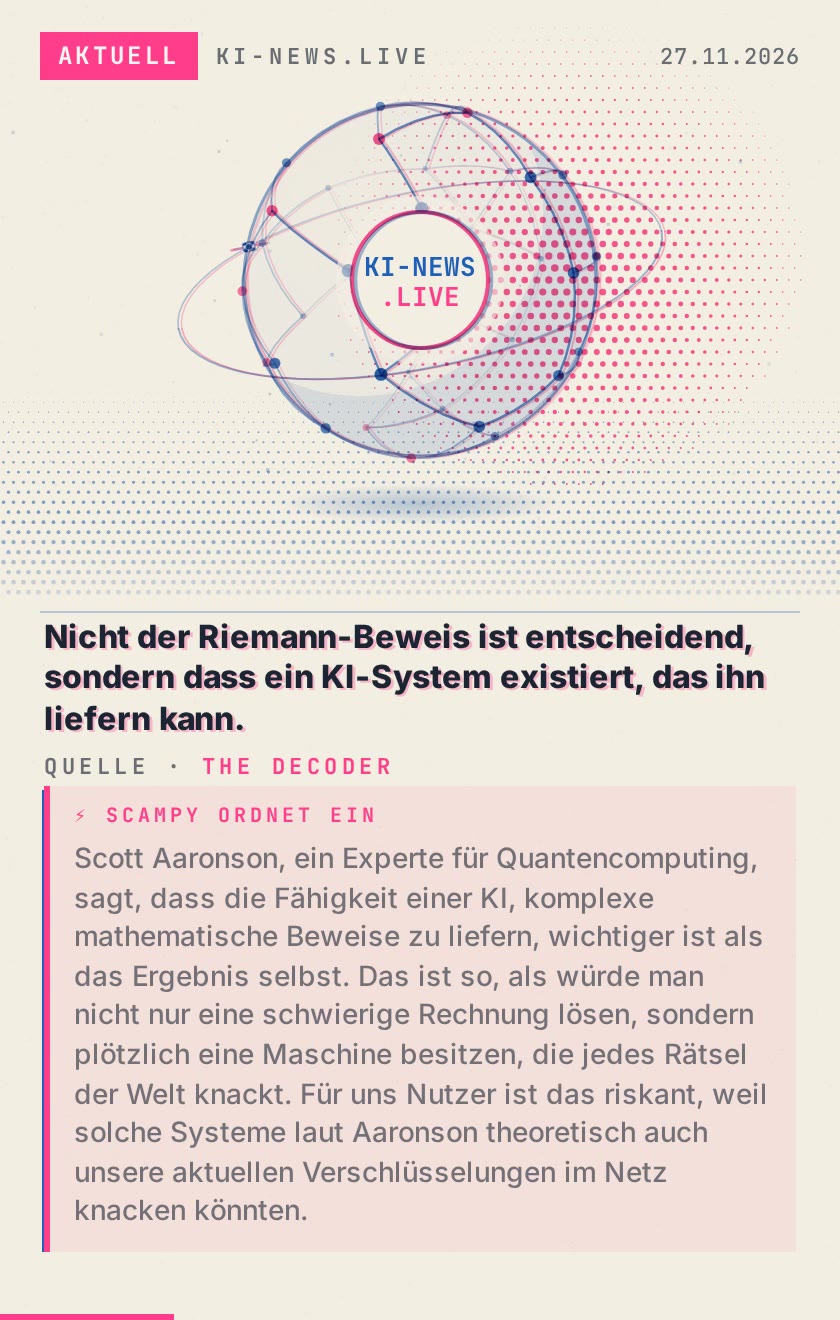 AKTUELL KI-NEWS.LIVE 27.11.2026
KI-NEWS
.LIVE
Nicht der Riemann-Beweis ist entscheidend,
sondern dass ein KI-System existiert, das ihn
liefern kann.
QUELLE · THE DECODER
⚡ SCAMPY ORDNET EIN
Scott Aaronson, ein Experte für Quantencomputing,
sagt, dass die Fähigkeit einer KI, komplexe
mathematische Beweise zu liefern, wichtiger ist als
das Ergebnis selbst. Das ist so, als würde man
nicht nur eine schwierige Rechnung lösen, sondern
plötzlich eine Maschine besitzen, die jedes Rätsel
der Welt knackt. Für uns Nutzer ist das riskant, weil
solche Systeme laut Aaronson theoretisch auch
unsere aktuellen Verschlüsselungen im Netz
knacken könnten.